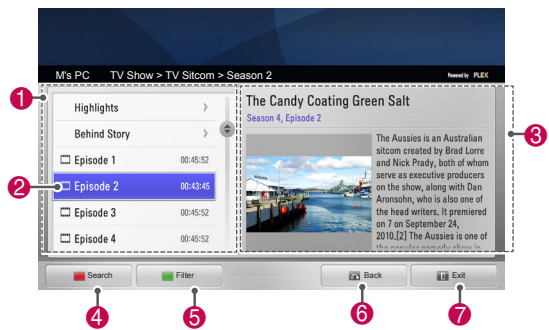 M's PC TV Show > TV Sitcom > Season 2
Powered by PLEX
1
Highlights
Behind Story
Episode 1 00:45:52
2
Episode 2 00:43:45
Episode 3 00:45:52
Episode 4 00:45:52
The Candy Coating Green Salt
Season 4, Episode 2
The Aussies is an Australian
sitcom created by Brad Lorre
and Nick Prady, both of whom
serve as executive producers
on the show, along with Dan
Aronsohn, who is also one of
the head writers. It premiered
on 7 on September 24,
2010.[2] The Aussies is one of
the popular comedy show in
3
Search
Filter
Back
Exit
4
5
6
7